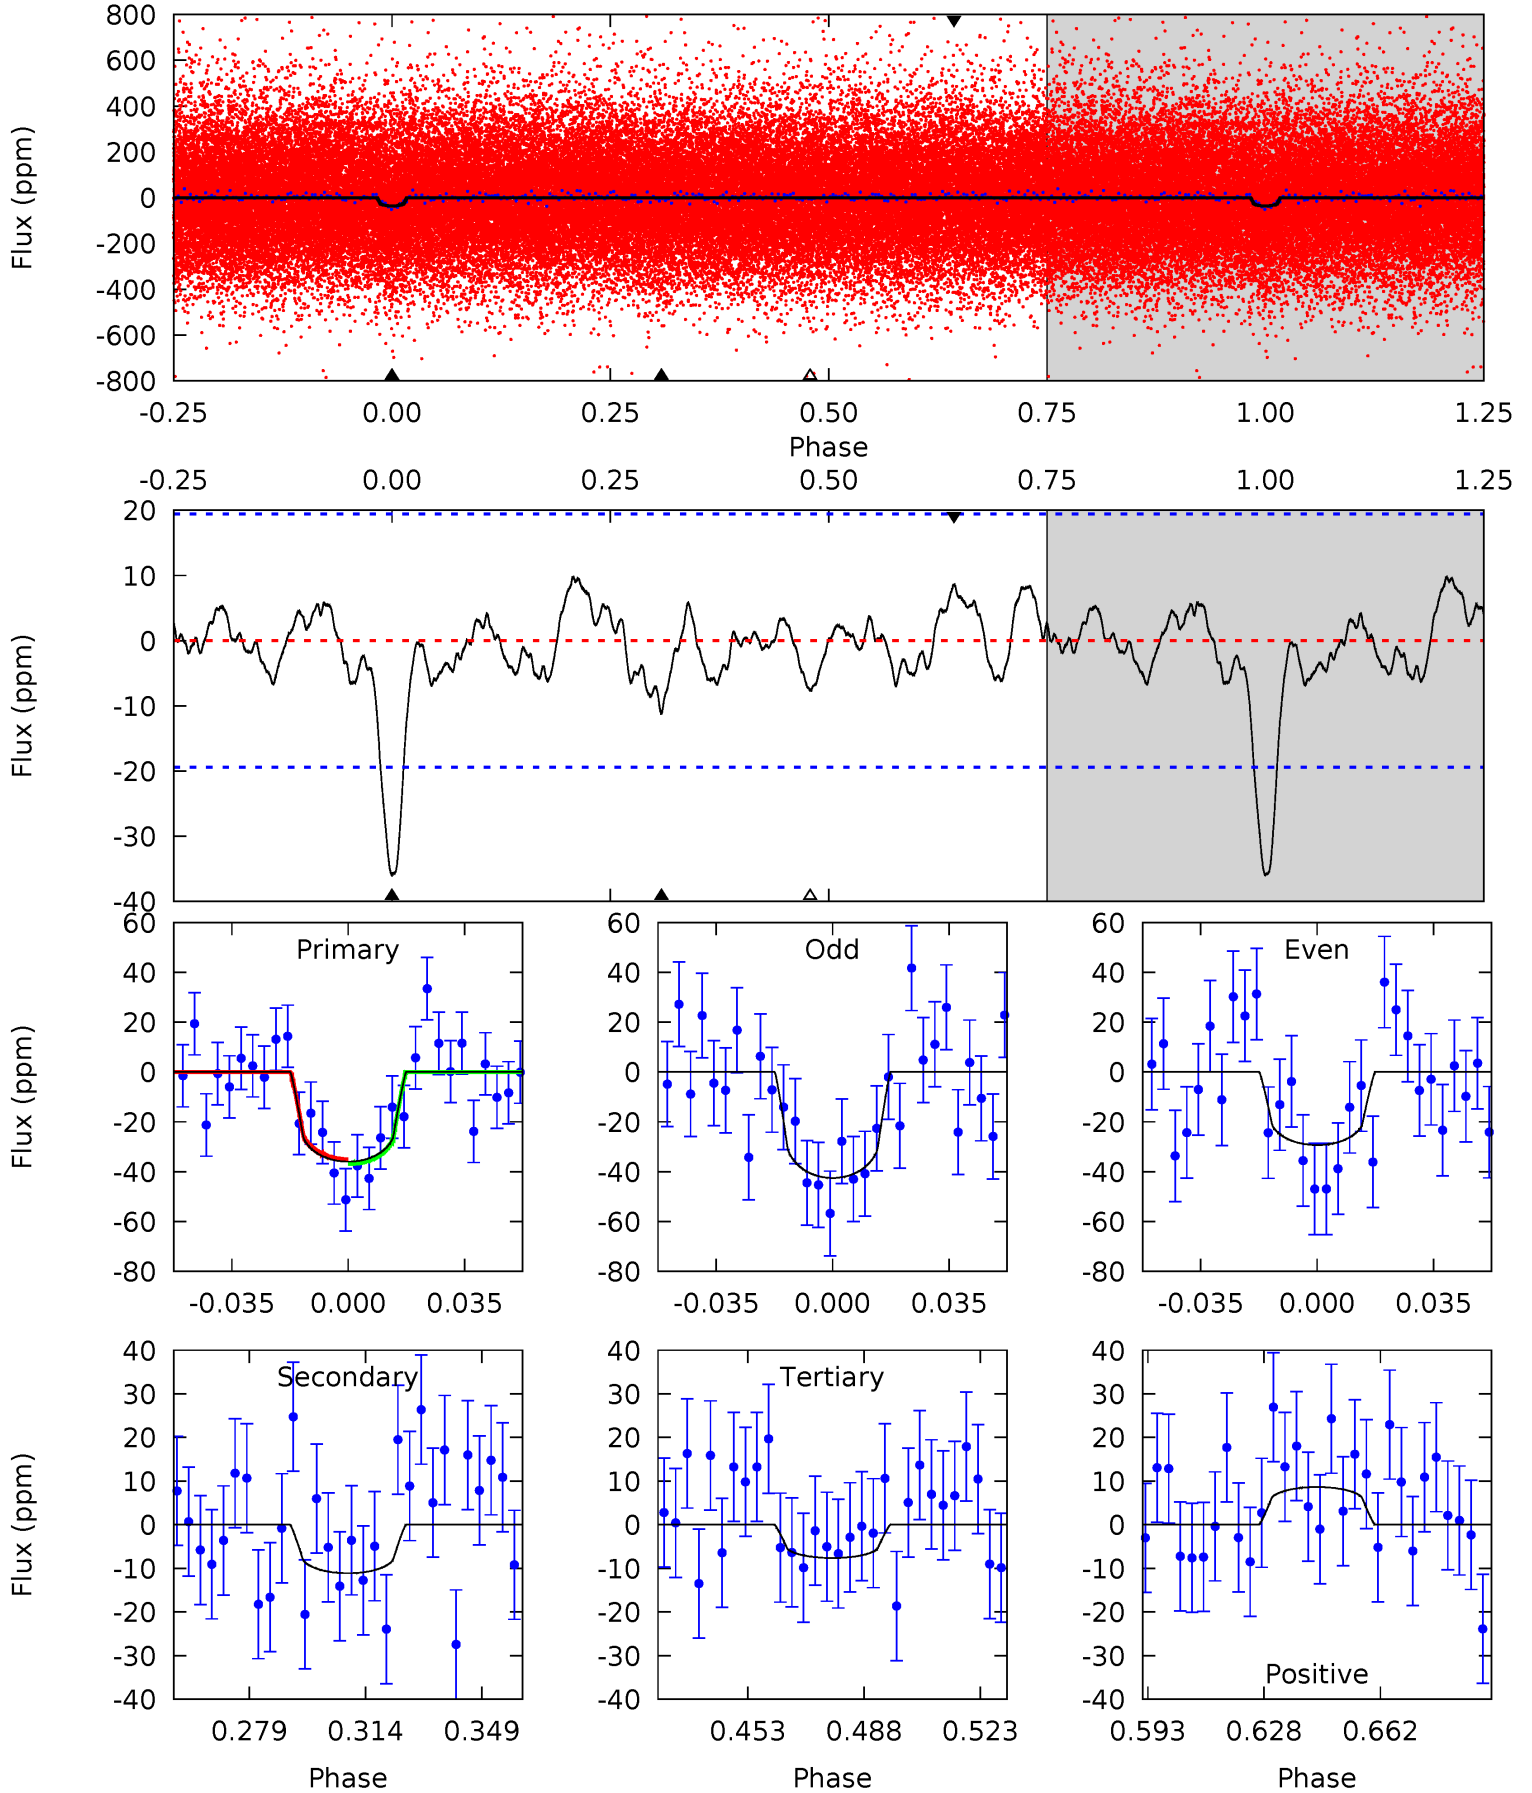 800
600
400
200
0
-200
-400
-600
-800
Flux (ppm)
-0.25 0.00 0.25 0.50 0.75 1.00 1.25
Phase
-0.25 0.00 0.25 0.50 0.75 1.00 1.25
20
10
0
-10
-20
-30
-40
Flux (ppm)
Primary Odd Even
60 60 60
40 40 40
20 20 20
0 0 0
-20 -20 -20
-40 -40 -40
-60 -60 -60
-80 -80 -80
Flux (ppm)
-0.035 0.000 0.035 -0.035 0.000 0.035 -0.035 0.000 0.035
Secondary Tertiary Positive
40 40 40
30 30 30
20 20 20
10 10 10
0 0 0
-10 -10 -10
-20 -20 -20
-30 -30 -30
-40 -40 -40
Flux (ppm)
0.279 0.314 0.349 0.453 0.488 0.523 0.593 0.628 0.662
Phase Phase Phase